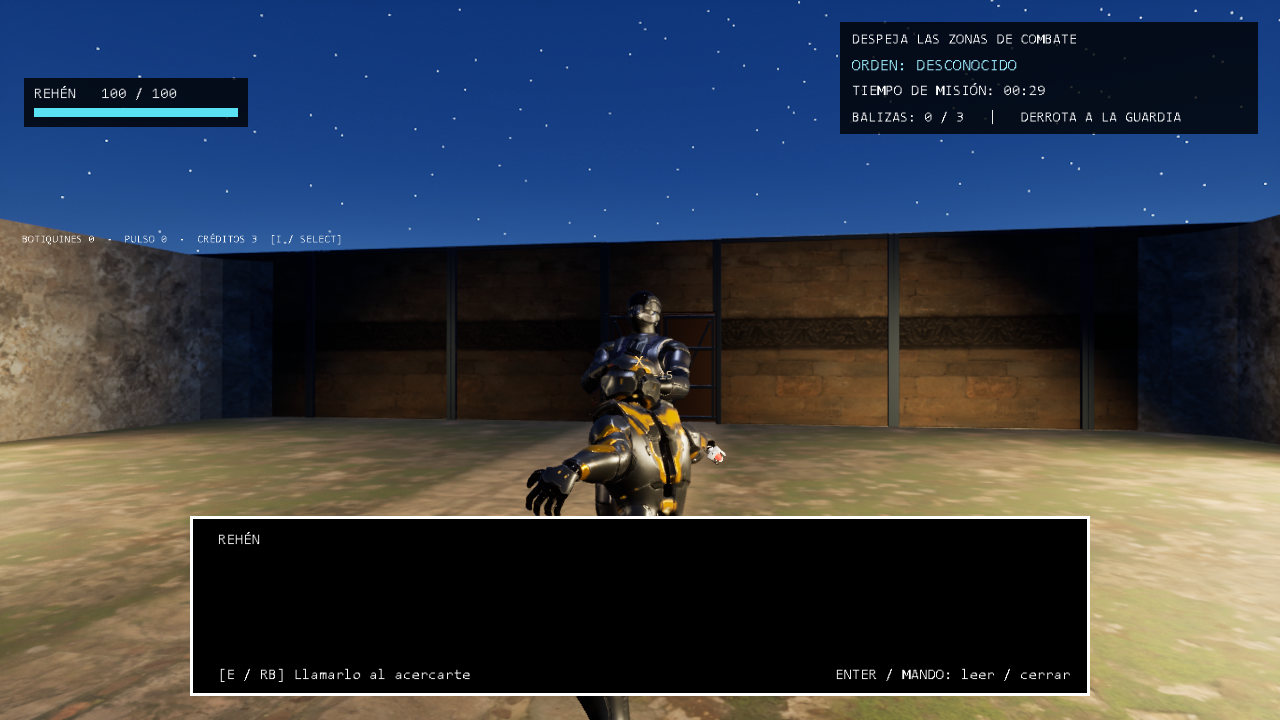 DESPEJA LAS ZONAS DE COMBATE
ORDEN: DESCONOCIDO
TIEMPO DE MISIÓN: 00:29
BALIZAS: 0 / 3 | DERROTA A LA GUARDIA
REHÉN 100 / 100
BOTIQUINES 0 · PULSO 0 · CRÉDITOS 3 [I / SELECT]
X
-15
REHÉN
[E / RB] Llamarlo al acercarte
ENTER / MANDO: leer / cerrar